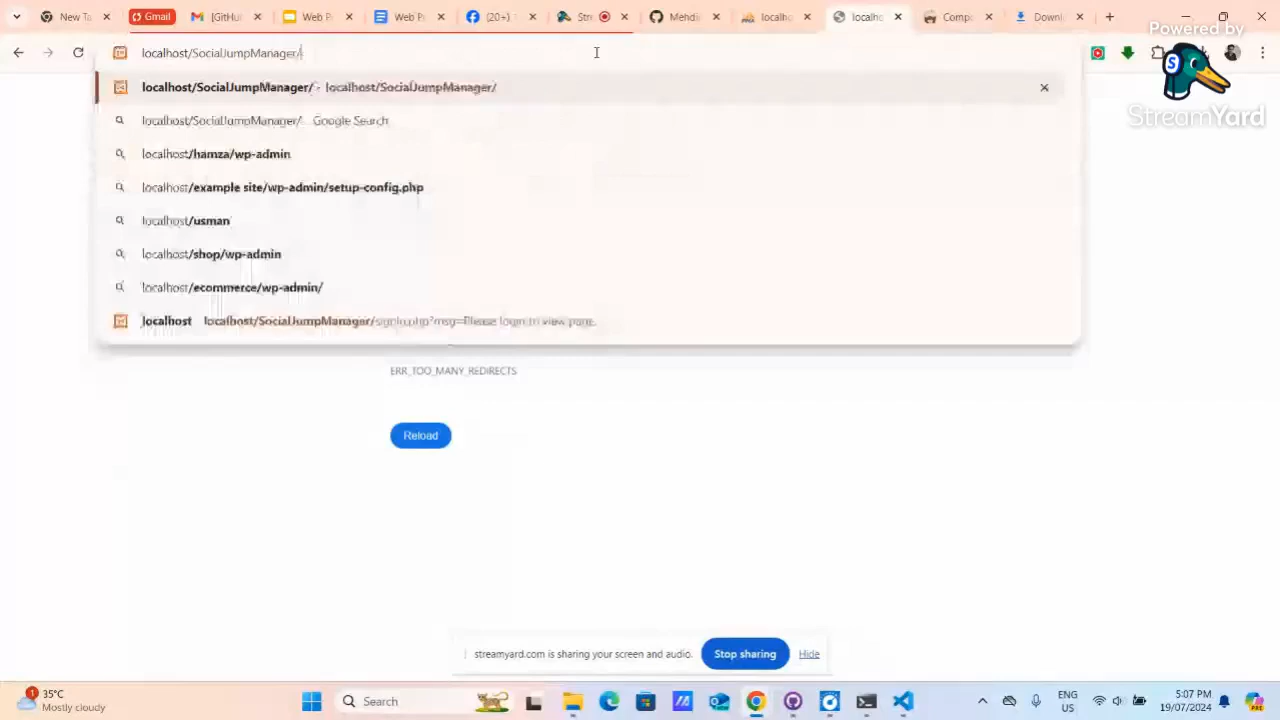 New Ta
Gmail
[GitHub
Web P
Web P
(20+)
Stre
Mehdi
localho
localho
Comp
Downl
Powered by
StreamYard
localhost/SocialJumpManager/
localhost/SocialJumpManager/ - localhost/SocialJumpManager/
localhost/SocialJumpManager/ - Google Search
localhost/hamza/wp-admin
localhost/example site/wp-admin/setup-config.php
localhost/usman
localhost/shop/wp-admin
localhost/ecommerce/wp-admin/
localhost localhost/SocialJumpManager/signin.php?msg=Please login to view page.
ERR_TOO_MANY_REDIRECTS
Reload
streamyard.com is sharing your screen and audio.
Stop sharing
Hide
1
35°C
Mostly cloudy
Search
ENG
US
5:07 PM
19/07/2024